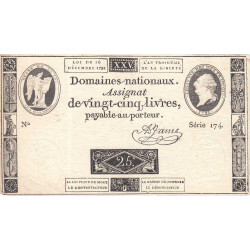 LOI DU 16
DÉCEMBRE 1791
XXV
L'AN TROISIÈME
DE LA LIBERTÉ
Domaines nationaux.
Assignat
de vingt-cinq livres,
payable au porteur.
No
Série 174
25
LA LOI PUNIT DE MORT
LE CONTREFACTEUR
LA NATION RÉCOMPENSE
LE DÉNONCIATEUR